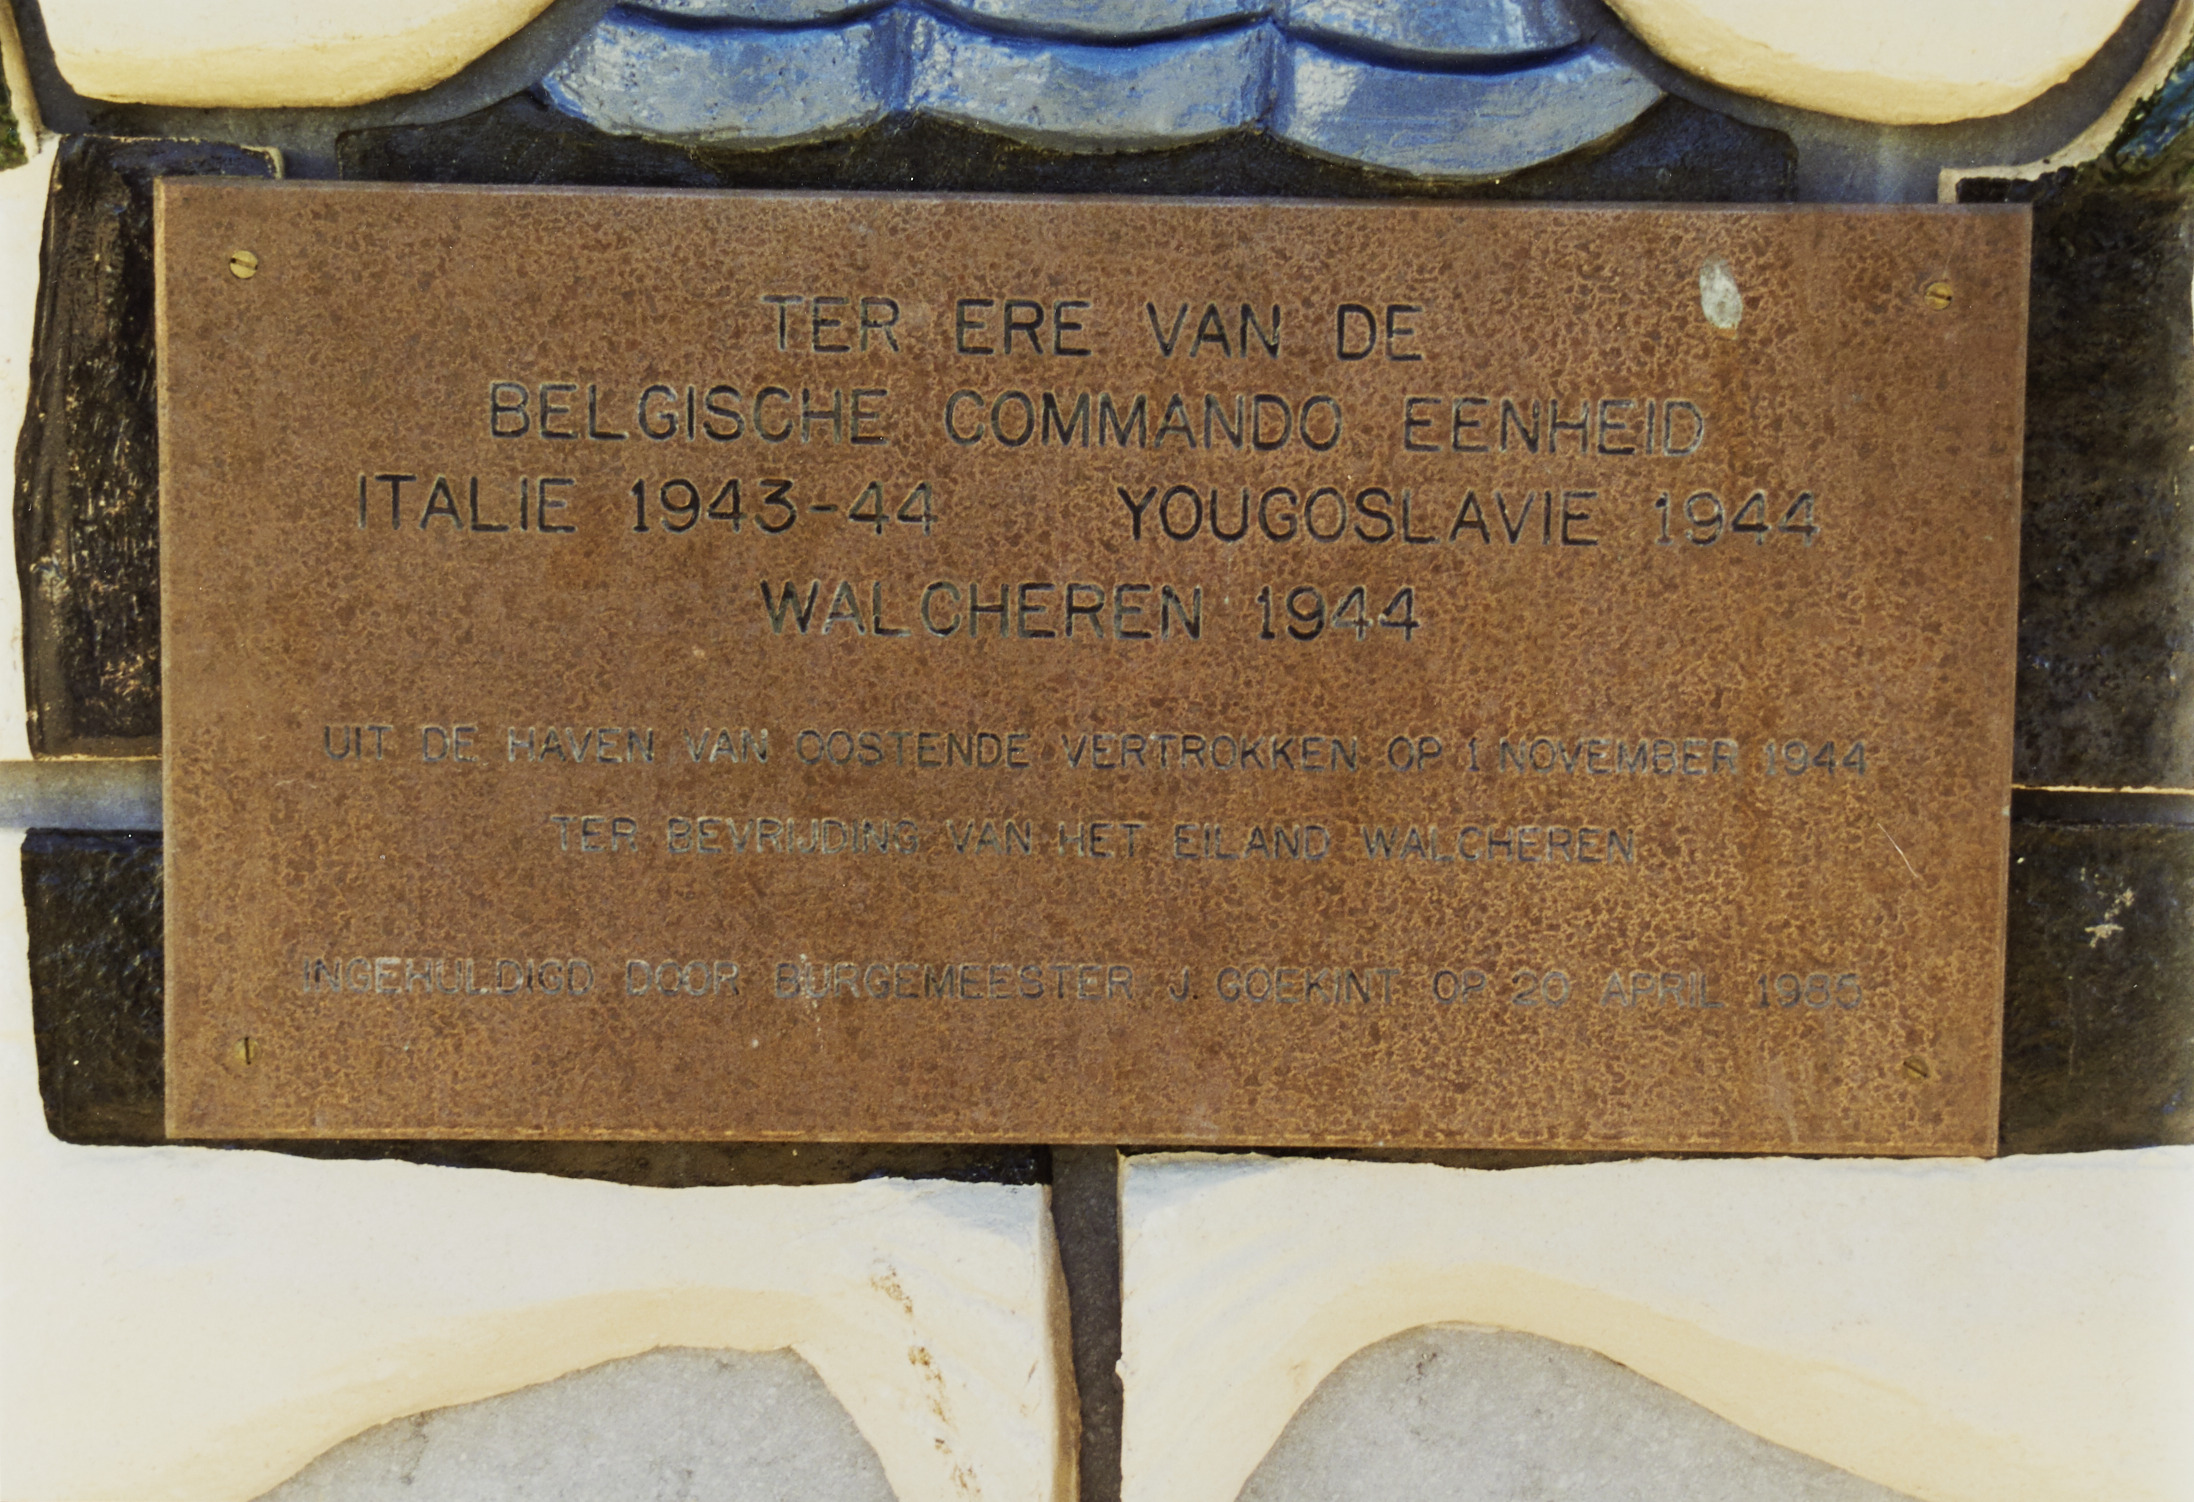 TER ERE VAN DE
BELGISCHE COMMANDO EENHEID
ITALIE 1943-44 YOUGOSLAVIE 1944
WALCHEREN 1944
UIT DE HAVEN VAN OOSTENDE VERTROKKEN OP 1 NOVEMBER 1944
TER BEVRIJDING VAN HET EILAND WALCHEREN
INGEHULDIGD DOOR BURGEMEESTER J. GOEKINT OP 20 APRIL 1985